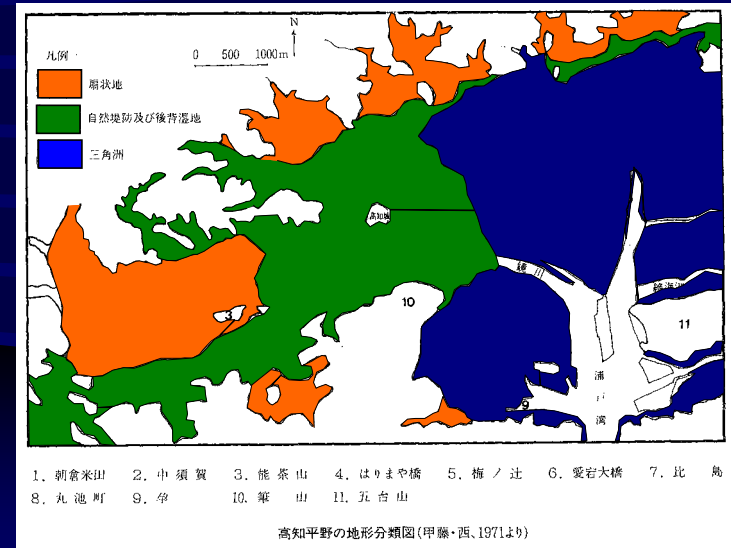 N
凡例
0 500 1000m
扇状地
自然堤防及び後背湿地
三角洲
高知城
鏡川
10
3
11
浦戸湾
9
1. 朝倉米田 2. 中須賀 3. 能茶山 4. はりまや橋 5. 梅ノ辻 6. 愛宕大橋 7. 比島
8. 丸池町 9. 孕 10. 筆山 11. 五台山
高知平野の地形分類図(甲藤・西、1971より)